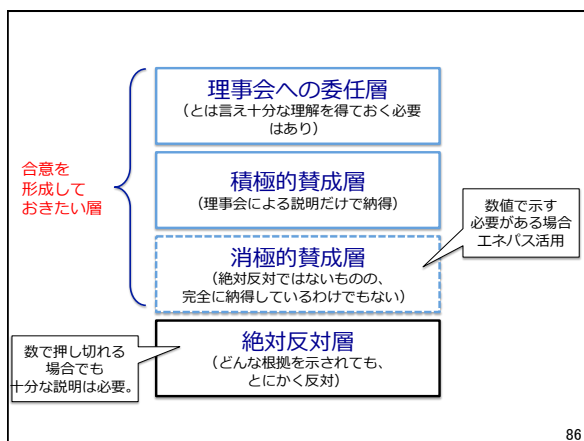 理事会への委任層
（とは言え十分な理解を得ておく必要
はあり）
合意を
形成して
おきたい層
積極的賛成層
（理事会による説明だけで納得）
数値で示す
必要がある場合
エネパス活用
消極的賛成層
（絶対反対ではないものの、
完全に納得しているわけでもない）
絶対反対層
（どんな根拠を示されても、
とにかく反対）
数で押し切れる
場合でも
十分な説明は必要。
86